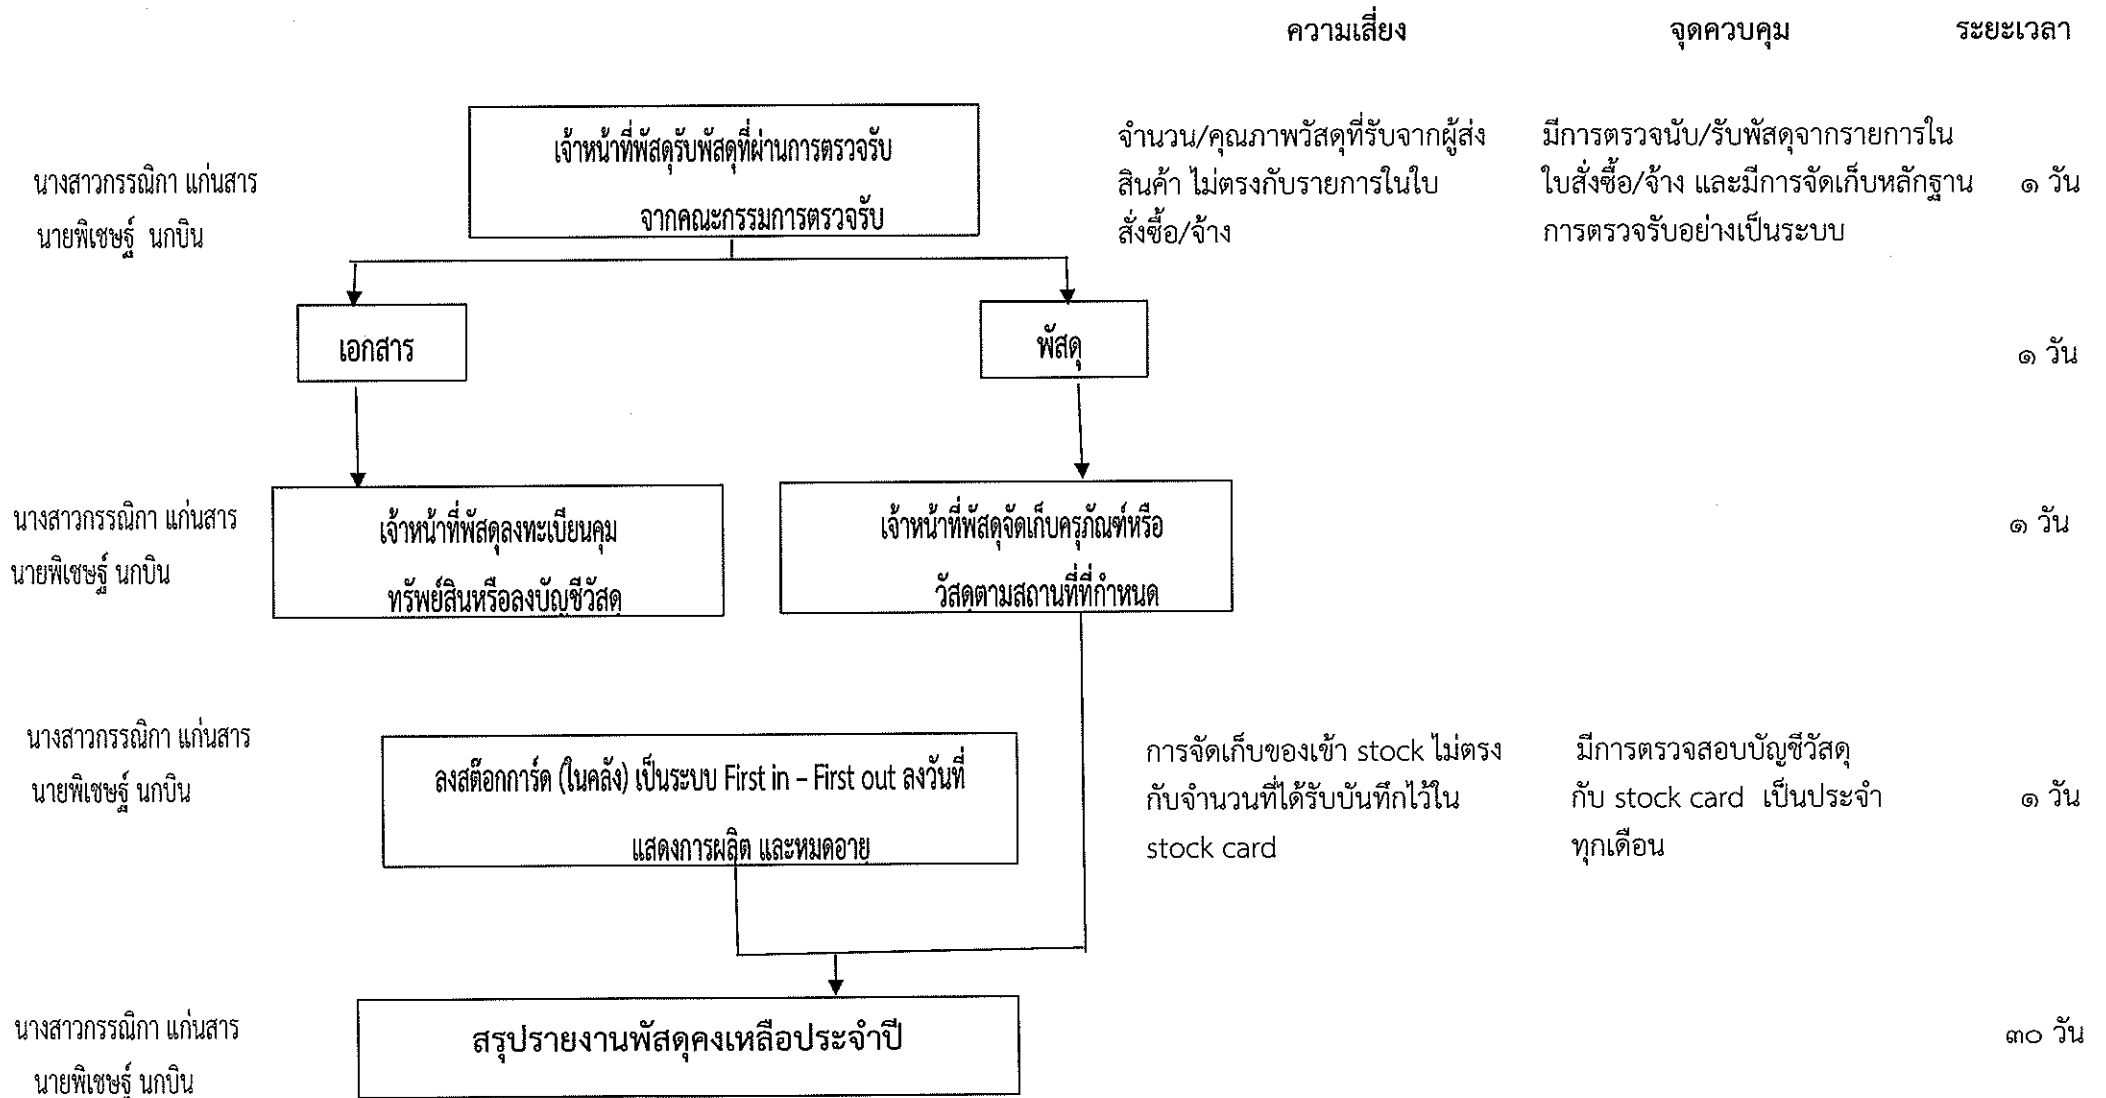 ความเสี่ยง จุดควบคุม ระยะเวลา
นางสาวกรรณิกา แก่นสาร
นายพิเชษฐ์ นกบิน
เจ้าหน้าที่พัสดุรับพัสดุที่ผ่านการตรวจรับ
จากคณะกรรมการตรวจรับ
จำนวน/คุณภาพวัสดุที่รับจากผู้ส่ง
สินค้า ไม่ตรงกับรายการในใบ
สั่งซื้อ/จ้าง
มีการตรวจนับ/รับพัสดุจากรายการใน
ใบสั่งซื้อ/จ้าง และมีการจัดเก็บหลักฐาน
การตรวจรับอย่างเป็นระบบ
๑ วัน
เอกสาร
พัสดุ
๑ วัน
นางสาวกรรณิกา แก่นสาร
นายพิเชษฐ์ นกบิน
เจ้าหน้าที่พัสดุลงทะเบียนคุม
ทรัพย์สินหรือลงบัญชีวัสดุ
เจ้าหน้าที่พัสดุจัดเก็บครุภัณฑ์หรือ
วัสดุตามสถานที่ที่กำหนด
๑ วัน
นางสาวกรรณิกา แก่นสาร
นายพิเชษฐ์ นกบิน
ลงสต๊อกการ์ด (ในคลัง) เป็นระบบ First in – First out ลงวันที่
แสดงการผลิต และหมดอายุ
การจัดเก็บของเข้า stock ไม่ตรง
กับจำนวนที่ได้รับบันทึกไว้ใน
stock card
มีการตรวจสอบบัญชีวัสดุ
กับ stock card เป็นประจำ
ทุกเดือน
๑ วัน
นางสาวกรรณิกา แก่นสาร
นายพิเชษฐ์ นกบิน
สรุปรายงานพัสดุคงเหลือประจำปี
๓๐ วัน